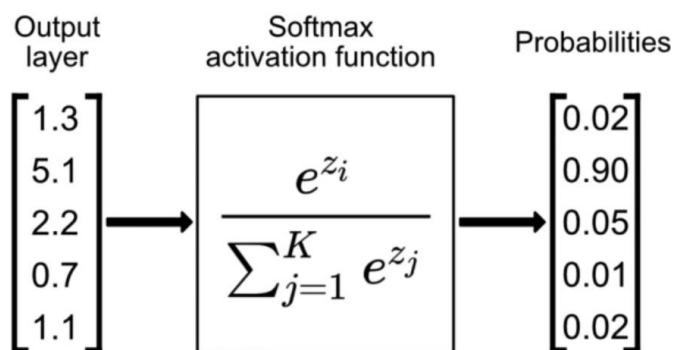 Output
layer
Softmax
activation function
Probabilities
1.3
5.1
2.2
0.7
1.1
e^{z_i}
∑_{j=1}^{K} e^{z_j}
0.02
0.90
0.05
0.01
0.02